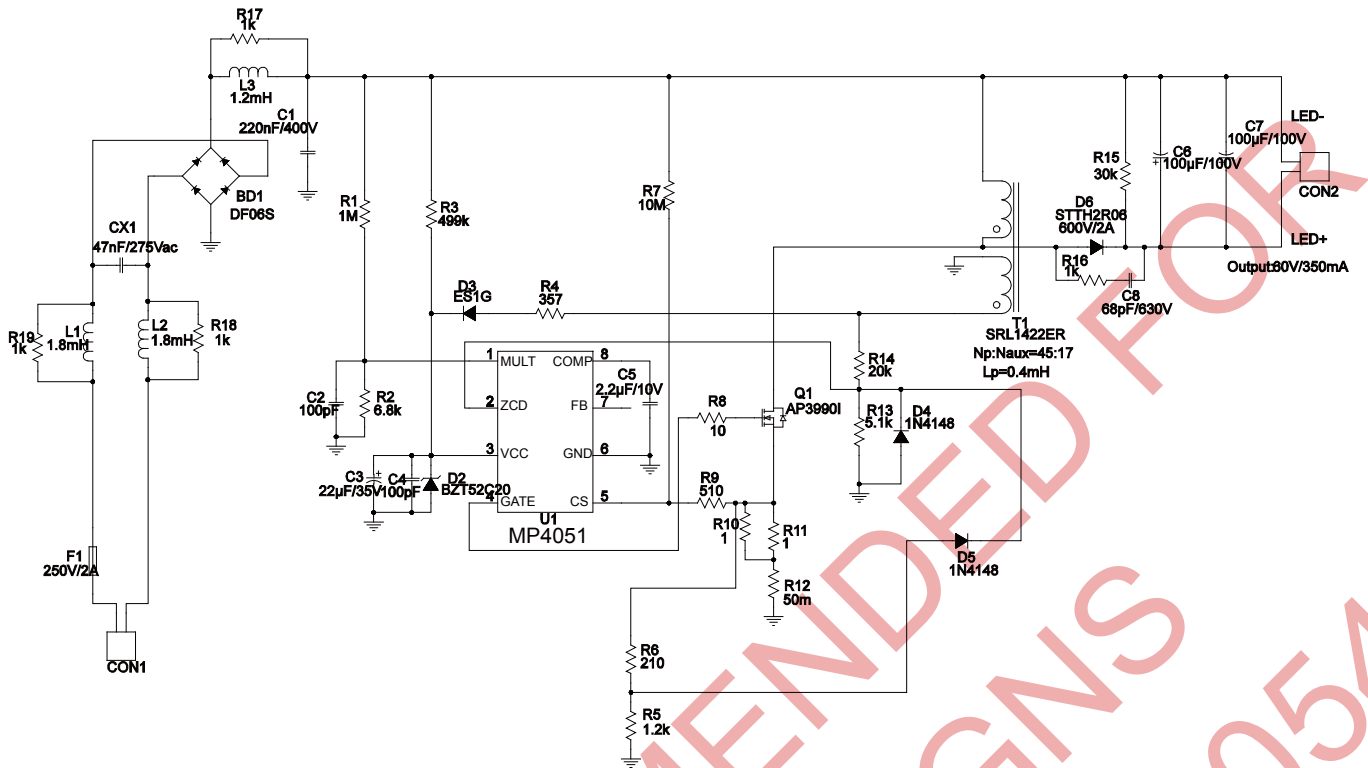 R17
1k
L3
1.2mH
C1
220nF/400V
BD1
DF06S
CX1
47nF/275Vac
R19
1k
L1
1.8mH
L2
1.8mH
R18
1k
F1
250V/2A
CON1
R1
1M
R3
499k
R7
10M
D3
ES1G
R4
357
C2
100pF
R2
6.8k
C3
+
22µF/35V
C4
100pF
D2
BZT52C20
1 MULT COMP 8
2 ZCD FB 7
3 VCC GND 6
4 GATE CS 5
U1
MP4051
C5
2.2µF/10V
R8
10
R9
510
Q1
AP3990I
R10
1
R11
1
R12
50m
R6
210
R5
1.2k
R14
20k
R13
5.1k
D4
1N4148
D5
1N4148
T1
SRL1422ER
Np:Naux=45:17
Lp=0.4mH
R15
30k
D6
STTH2R06
600V/2A
R16
1k
C8
68pF/630V
C6
+
100µF/100V
C7
100µF/100V
LED-
CON2
LED+
Output:60V/350mA
MENDED FOR
GNS
054